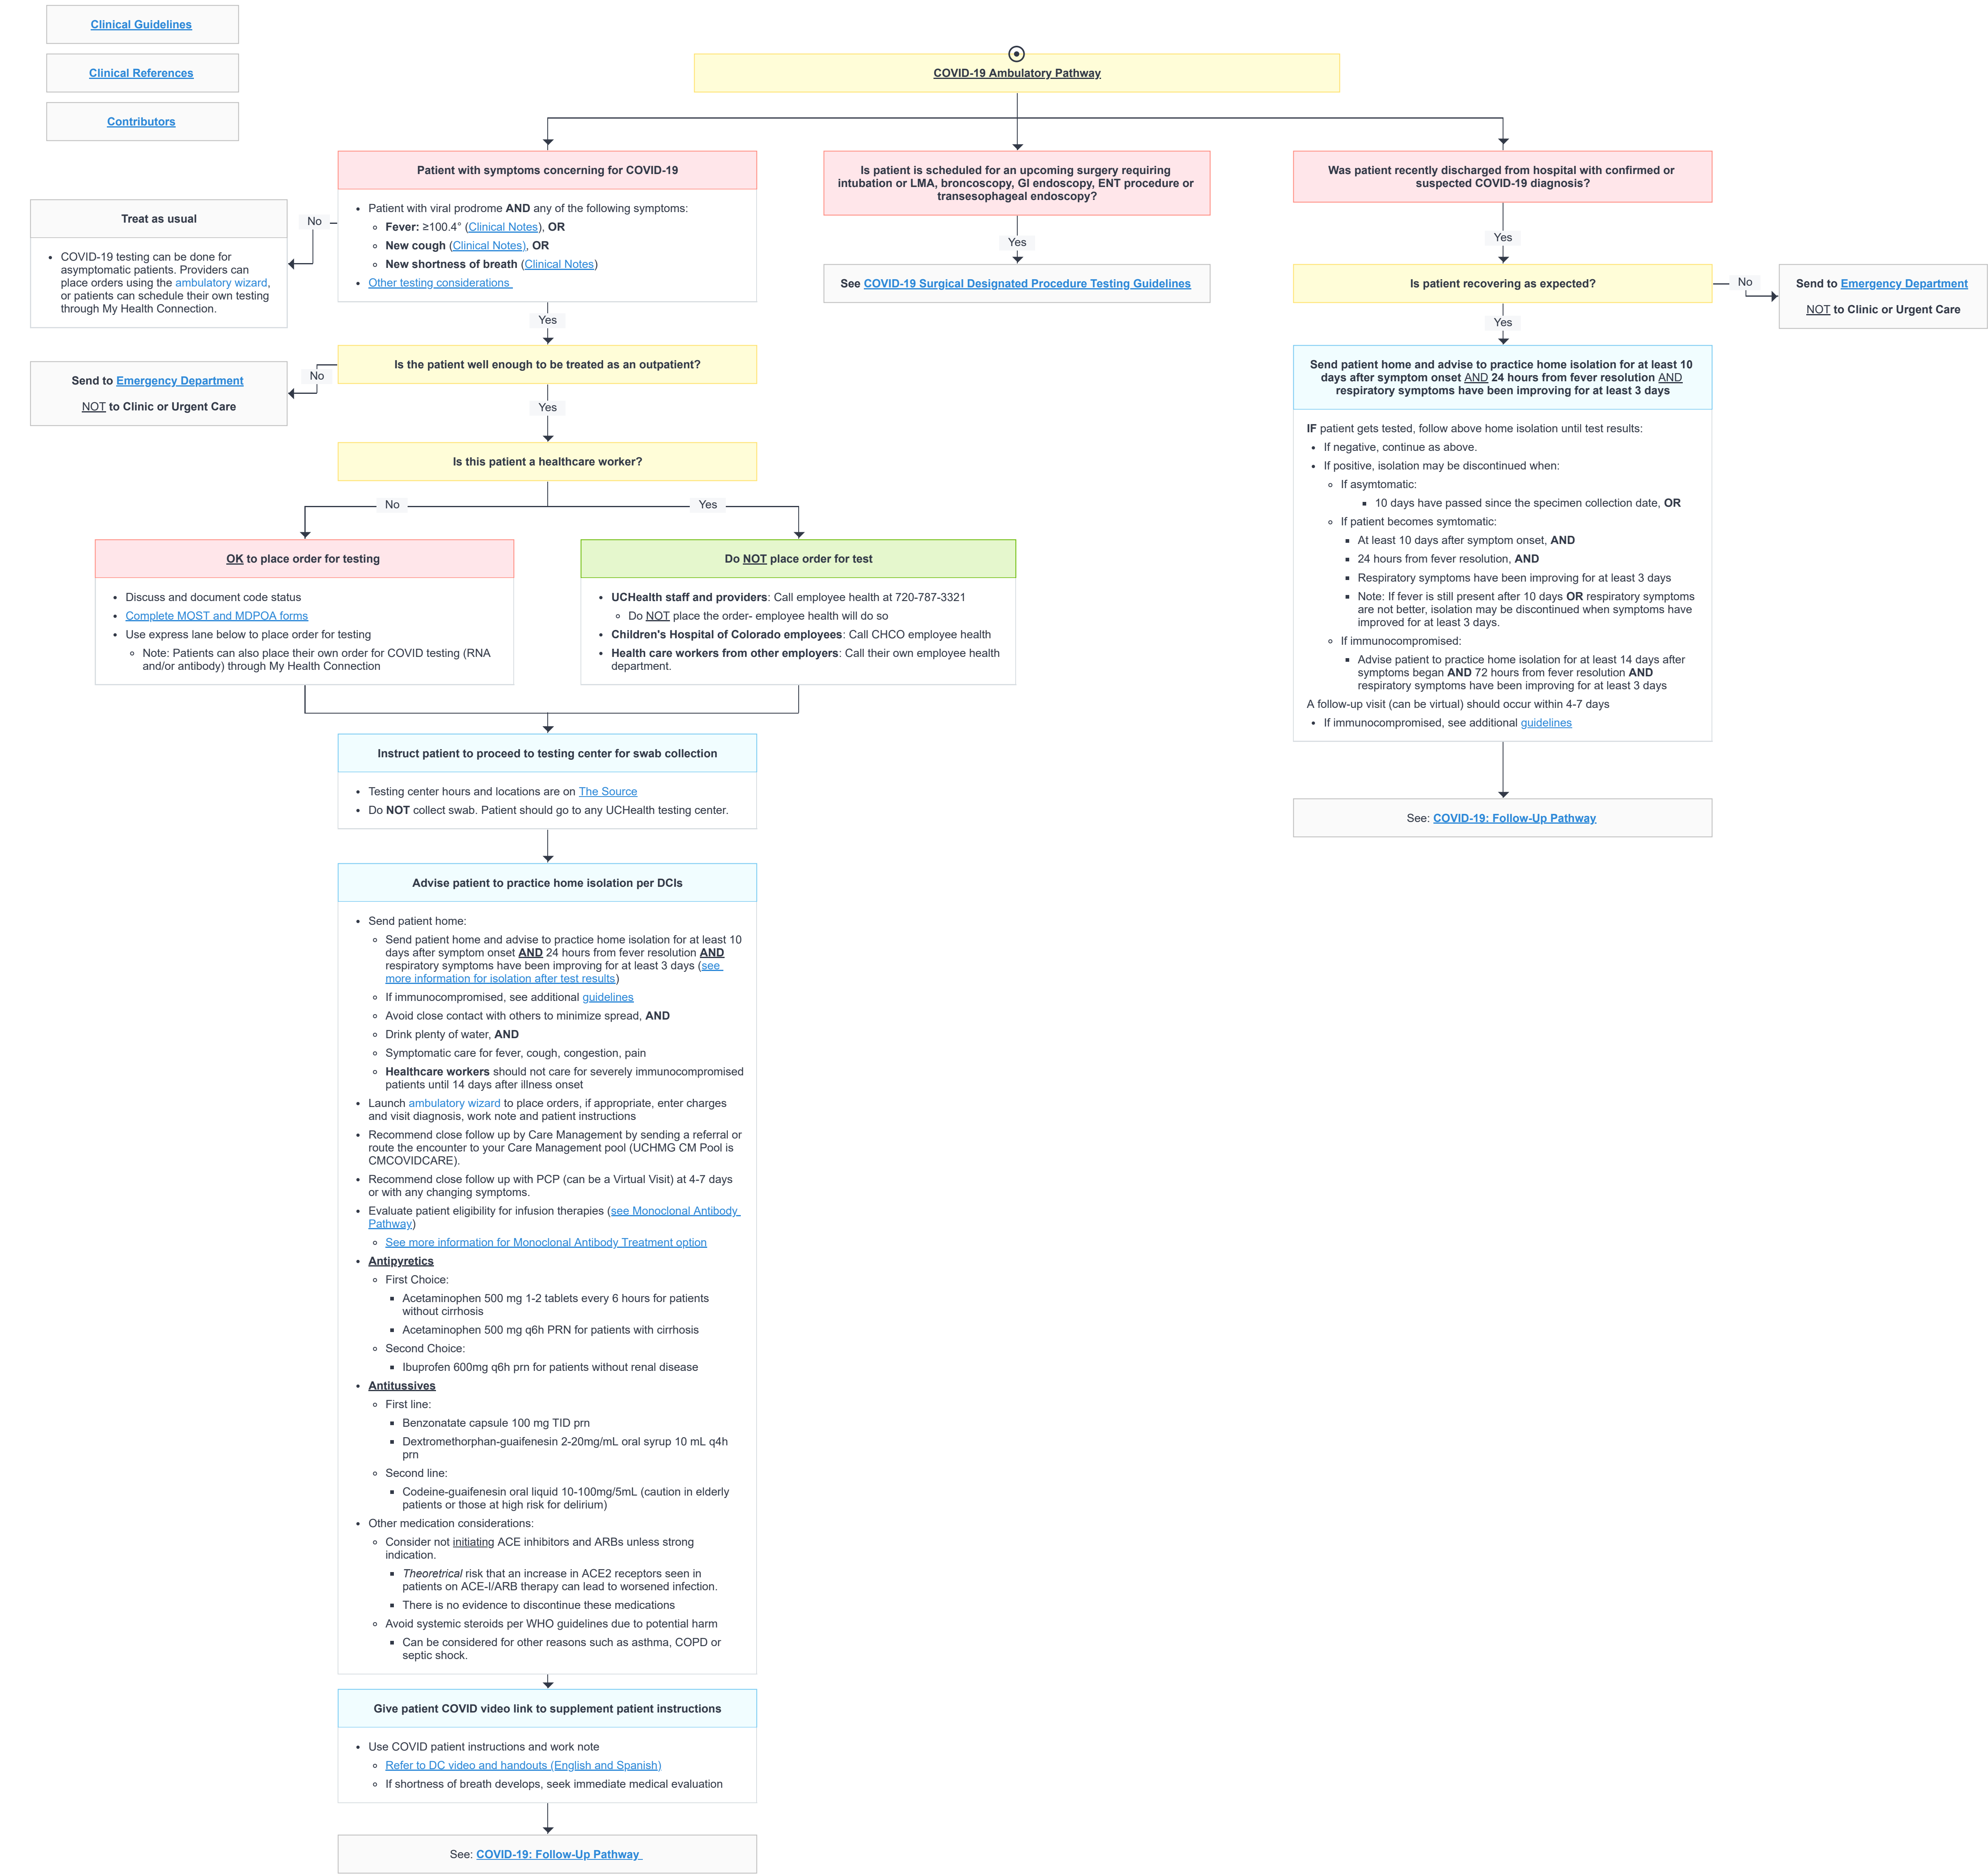 Clinical Guidelines
Clinical References
Contributors
COVID-19 Ambulatory Pathway
Patient with symptoms concerning for COVID-19
• Patient with viral prodrome AND any of the following symptoms:
◦ Fever: ≥100.4° (Clinical Notes), OR
◦ New cough (Clinical Notes), OR
◦ New shortness of breath (Clinical Notes)
• Other testing considerations
No
Treat as usual
• COVID-19 testing can be done for
asymptomatic patients. Providers can
place orders using the ambulatory wizard,
or patients can schedule their own testing
through My Health Connection.
Yes
Is the patient well enough to be treated as an outpatient?
No
Send to Emergency Department
NOT to Clinic or Urgent Care
Yes
Is this patient a healthcare worker?
No
Yes
OK to place order for testing
• Discuss and document code status
• Complete MOST and MDPOA forms
• Use express lane below to place order for testing
◦ Note: Patients can also place their own order for COVID testing (RNA
and/or antibody) through My Health Connection
Do NOT place order for test
• UCHealth staff and providers: Call employee health at 720-787-3321
◦ Do NOT place the order- employee health will do so
• Children's Hospital of Colorado employees: Call CHCO employee health
• Health care workers from other employers: Call their own employee health
department.
Instruct patient to proceed to testing center for swab collection
• Testing center hours and locations are on The Source
• Do NOT collect swab. Patient should go to any UCHealth testing center.
Advise patient to practice home isolation per DCIs
• Send patient home:
◦ Send patient home and advise to practice home isolation for at least 10
days after symptom onset AND 24 hours from fever resolution AND
respiratory symptoms have been improving for at least 3 days (see
more information for isolation after test results)
◦ If immunocompromised, see additional guidelines
◦ Avoid close contact with others to minimize spread, AND
◦ Drink plenty of water, AND
◦ Symptomatic care for fever, cough, congestion, pain
◦ Healthcare workers should not care for severely immunocompromised
patients until 14 days after illness onset
• Launch ambulatory wizard to place orders, if appropriate, enter charges
and visit diagnosis, work note and patient instructions
• Recommend close follow up by Care Management by sending a referral or
route the encounter to your Care Management pool (UCHMG CM Pool is
CMCOVIDCARE).
• Recommend close follow up with PCP (can be a Virtual Visit) at 4-7 days
or with any changing symptoms.
• Evaluate patient eligibility for infusion therapies (see Monoclonal Antibody
Pathway)
◦ See more information for Monoclonal Antibody Treatment option
• Antipyretics
◦ First Choice:
▪ Acetaminophen 500 mg 1-2 tablets every 6 hours for patients
without cirrhosis
▪ Acetaminophen 500 mg q6h PRN for patients with cirrhosis
◦ Second Choice:
▪ Ibuprofen 600mg q6h prn for patients without renal disease
• Antitussives
◦ First line:
▪ Benzonatate capsule 100 mg TID prn
▪ Dextromethorphan-guaifenesin 2-20mg/mL oral syrup 10 mL q4h
prn
◦ Second line:
▪ Codeine-guaifenesin oral liquid 10-100mg/5mL (caution in elderly
patients or those at high risk for delirium)
• Other medication considerations:
◦ Consider not initiating ACE inhibitors and ARBs unless strong
indication.
▪ Theoretrical risk that an increase in ACE2 receptors seen in
patients on ACE-I/ARB therapy can lead to worsened infection.
▪ There is no evidence to discontinue these medications
◦ Avoid systemic steroids per WHO guidelines due to potential harm
▪ Can be considered for other reasons such as asthma, COPD or
septic shock.
Give patient COVID video link to supplement patient instructions
• Use COVID patient instructions and work note
◦ Refer to DC video and handouts (English and Spanish)
◦ If shortness of breath develops, seek immediate medical evaluation
See: COVID-19: Follow-Up Pathway
Is patient is scheduled for an upcoming surgery requiring
intubation or LMA, broncoscopy, GI endoscopy, ENT procedure or
transesophageal endoscopy?
Yes
See COVID-19 Surgical Designated Procedure Testing Guidelines
Was patient recently discharged from hospital with confirmed or
suspected COVID-19 diagnosis?
Yes
Is patient recovering as expected?
No
Send to Emergency Department
NOT to Clinic or Urgent Care
Yes
Send patient home and advise to practice home isolation for at least 10
days after symptom onset AND 24 hours from fever resolution AND
respiratory symptoms have been improving for at least 3 days
IF patient gets tested, follow above home isolation until test results:
• If negative, continue as above.
• If positive, isolation may be discontinued when:
◦ If asymtomatic:
▪ 10 days have passed since the specimen collection date, OR
◦ If patient becomes symtomatic:
▪ At least 10 days after symptom onset, AND
▪ 24 hours from fever resolution, AND
▪ Respiratory symptoms have been improving for at least 3 days
▪ Note: If fever is still present after 10 days OR respiratory symptoms
are not better, isolation may be discontinued when symptoms have
improved for at least 3 days.
◦ If immunocompromised:
▪ Advise patient to practice home isolation for at least 14 days after
symptoms began AND 72 hours from fever resolution AND
respiratory symptoms have been improving for at least 3 days
A follow-up visit (can be virtual) should occur within 4-7 days
• If immunocompromised, see additional guidelines
See: COVID-19: Follow-Up Pathway